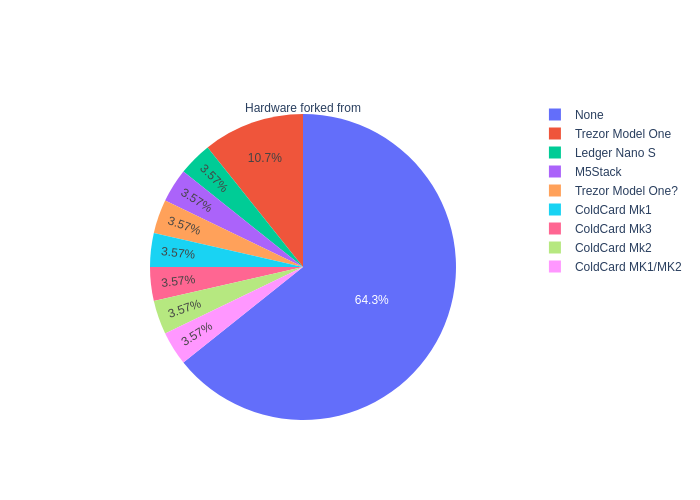 Hardware forked from
10.7%
3.57%
3.57%
3.57%
3.57%
3.57%
3.57%
3.57%
64.3%
None
Trezor Model One
Ledger Nano S
M5Stack
Trezor Model One?
ColdCard Mk1
ColdCard Mk3
ColdCard Mk2
ColdCard MK1/MK2